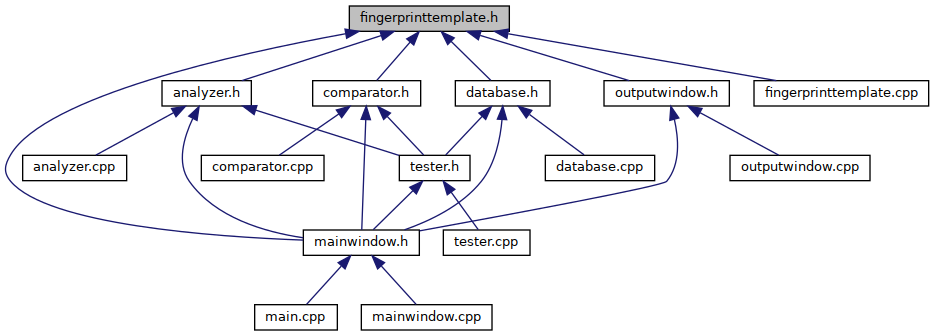 fingerprinttemplate.h
analyzer.h
comparator.h
database.h
outputwindow.h
fingerprinttemplate.cpp
analyzer.cpp
comparator.cpp
tester.h
database.cpp
outputwindow.cpp
mainwindow.h
tester.cpp
main.cpp
mainwindow.cpp